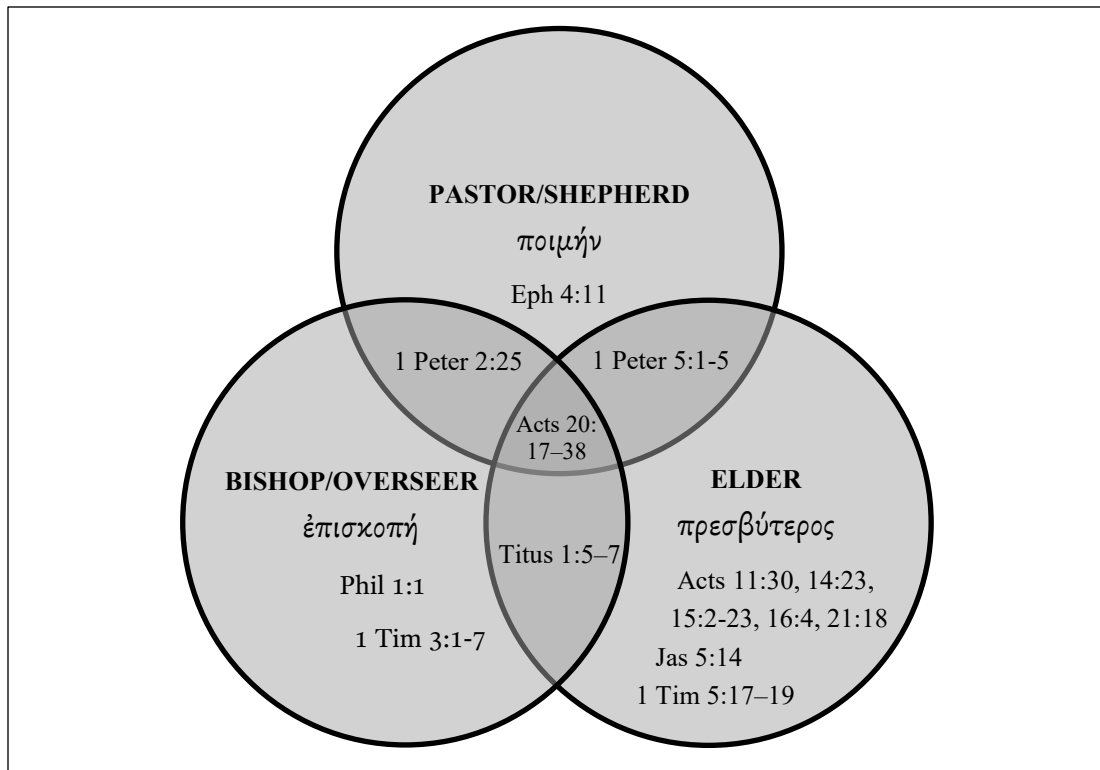 PASTOR/SHEPHERD
ποιμήν
Eph 4:11
1 Peter 2:25
1 Peter 5:1-5
Acts 20:
17–38
BISHOP/OVERSEER
ἐπισκοπή
Phil 1:1
1 Tim 3:1-7
Titus 1:5–7
ELDER
πρεσβύτερος
Acts 11:30, 14:23,
15:2-23, 16:4, 21:18
Jas 5:14
1 Tim 5:17–19